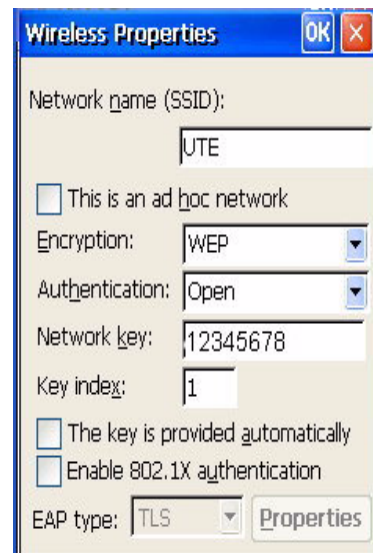 Wireless Properties OK
Network name (SSID):
UTE
This is an ad hoc network
Encryption: WEP
Authentication: Open
Network key: 12345678
Key index: 1
The key is provided automatically
Enable 802.1X authentication
EAP type: TLS Properties